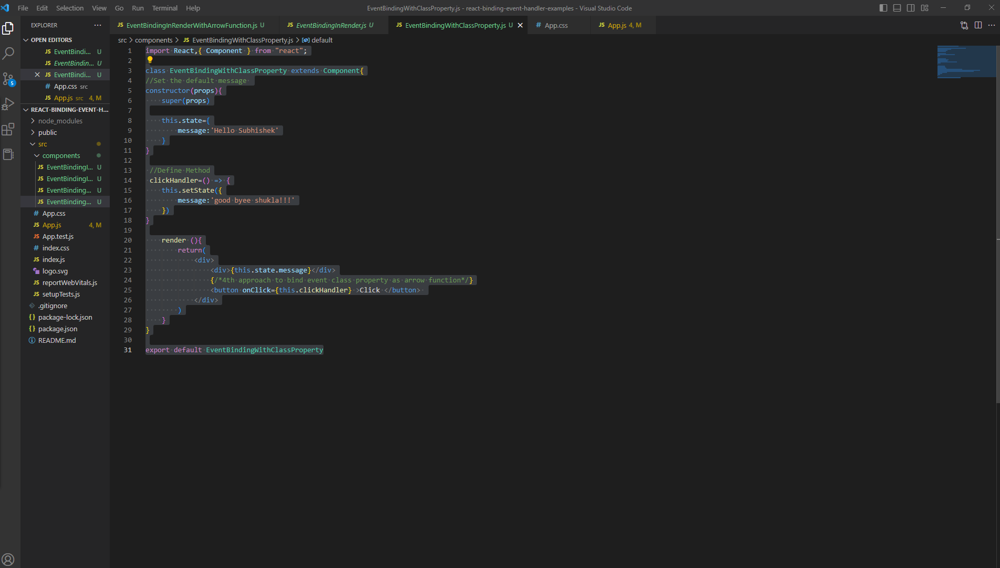 File Edit Selection View Go Run Terminal Help
EventBindingWithClassProperty.js - react-binding-event-handler-examples - Visual Studio Code
EXPLORER
OPEN EDITORS
JS EventBindi... U
JS EventBindin... U
JS EventBindi... U
# App.css src
JS App.js src 4, M
REACT-BINDING-EVENT-H...
node_modules
public
src
components
JS EventBindingI... U
JS EventBindingI... U
JS EventBinding... U
JS EventBinding... U
# App.css
JS App.js 4, M
JS App.test.js
# index.css
JS index.js
logo.svg
JS reportWebVitals.js
JS setupTests.js
.gitignore
{} package-lock.json
{} package.json
README.md
5
JS EventBindingInRenderWithArrowFunction.js U
JS EventBindingInRender.js U
JS EventBindingWithClassProperty.js U
# App.css
JS App.js 4, M
src > components > JS EventBindingWithClassProperty.js > default
1 import React,{ Component } from "react";
2
3 class EventBindingWithClassProperty extends Component{
4 //Set the default message
5 constructor(props){
6 super(props)
7
8 this.state={
9 message:'Hello Subhishek'
10 }
11 }
12
13 //Define Method
14 clickHandler=() => {
15 this.setState({
16 message:'good byee shukla!!!'
17 })
18 }
19
20 render (){
21 return(
22 <div>
23 <div>{this.state.message}</div>
24 {/*4th approach to bind event class property as arrow function*/}
25 <button onClick={this.clickHandler} >Click </button>
26 </div>
27 )
28 }
29 }
30
31 export default EventBindingWithClassProperty